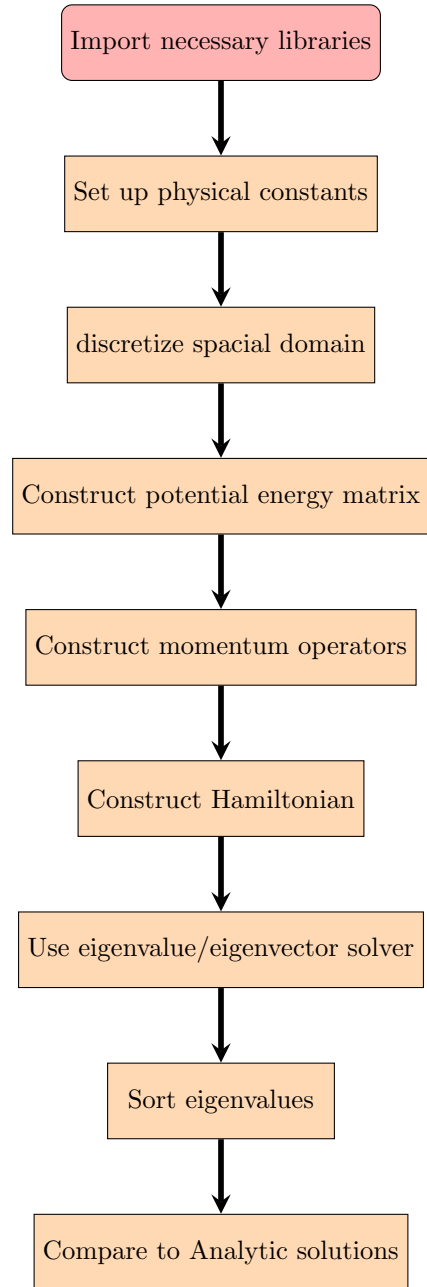 Import necessary libraries
Set up physical constants
discretize spacial domain
Construct potential energy matrix
Construct momentum operators
Construct Hamiltonian
Use eigenvalue/eigenvector solver
Sort eigenvalues
Compare to Analytic solutions